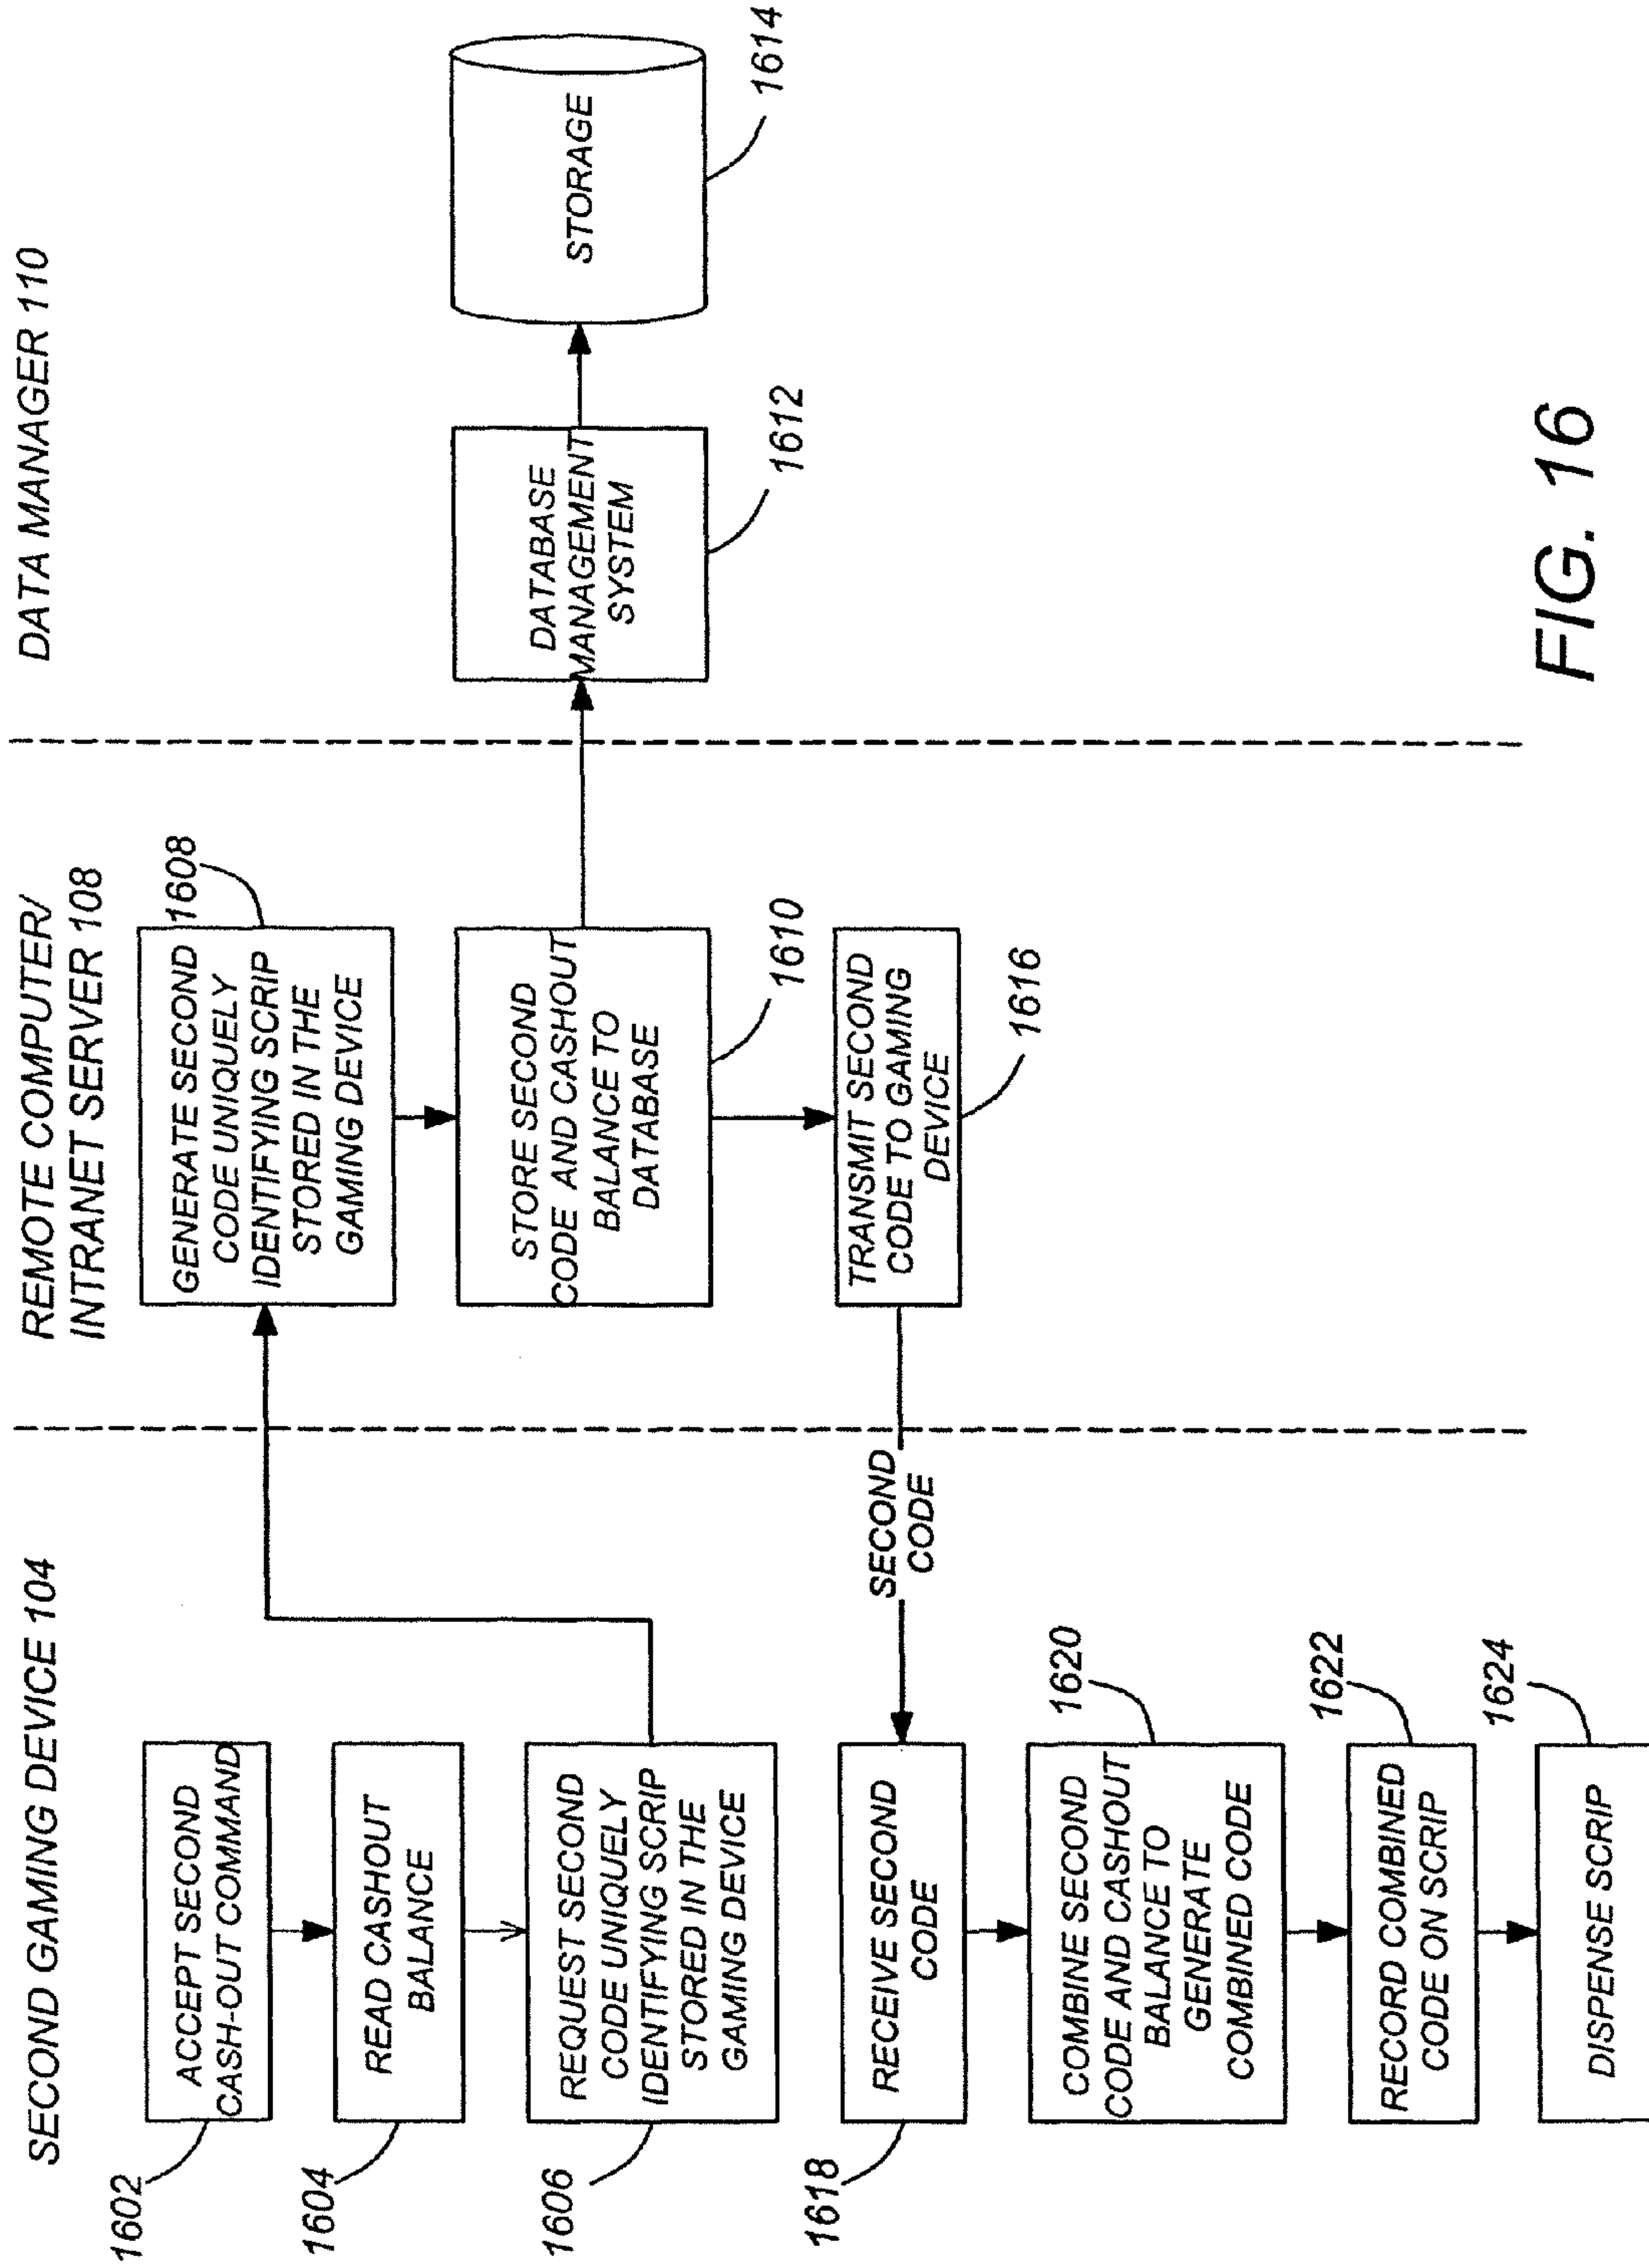 SECOND GAMING DEVICE 104
REMOTE COMPUTER/
INTRANET SERVER 108
DATA MANAGER 110
1602
ACCEPT SECOND
CASH-OUT COMMAND
1604
READ CASHOUT
BALANCE
1606
REQUEST SECOND
CODE UNIQUELY
IDENTIFYING SCRIP
STORED IN THE
GAMING DEVICE
1608
GENERATE SECOND
CODE UNIQUELY
IDENTIFYING SCRIP
STORED IN THE
GAMING DEVICE
STORE SECOND
CODE AND CASHOUT
BALANCE TO
DATABASE
1610
DATABASE
MANAGEMENT
SYSTEM
1612
STORAGE
1614
TRANSMIT SECOND
CODE TO GAMING
DEVICE
1616
SECOND
CODE
1618
RECEIVE SECOND
CODE
1620
COMBINE SECOND
CODE AND CASHOUT
BALANCE TO
GENERATE
COMBINED CODE
1622
RECORD COMBINED
CODE ON SCRIP
1624
DISPENSE SCRIP
FIG. 16